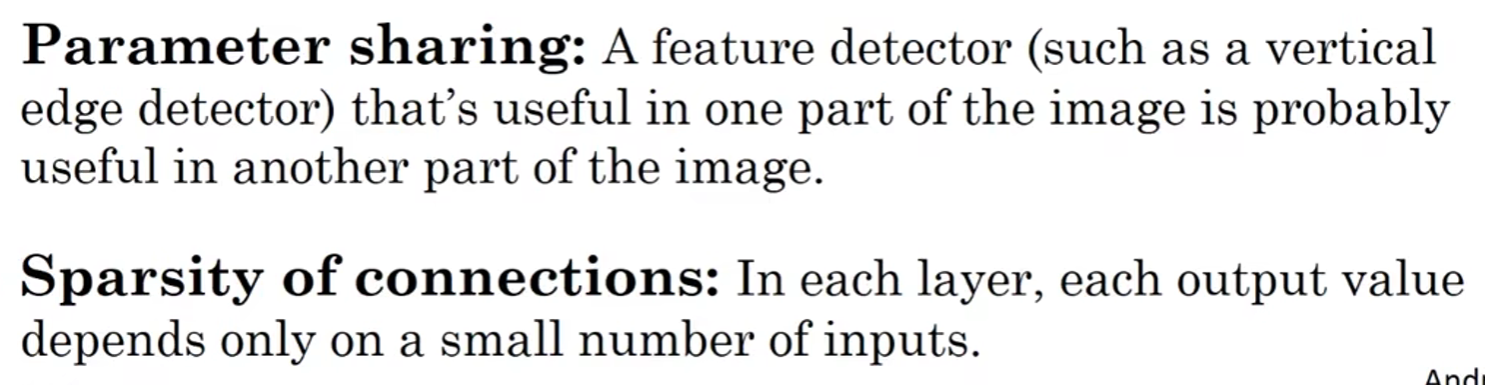 Parameter sharing: A feature detector (such as a vertical
edge detector) that’s useful in one part of the image is probably
useful in another part of the image.
Sparsity of connections: In each layer, each output value
depends only on a small number of inputs.